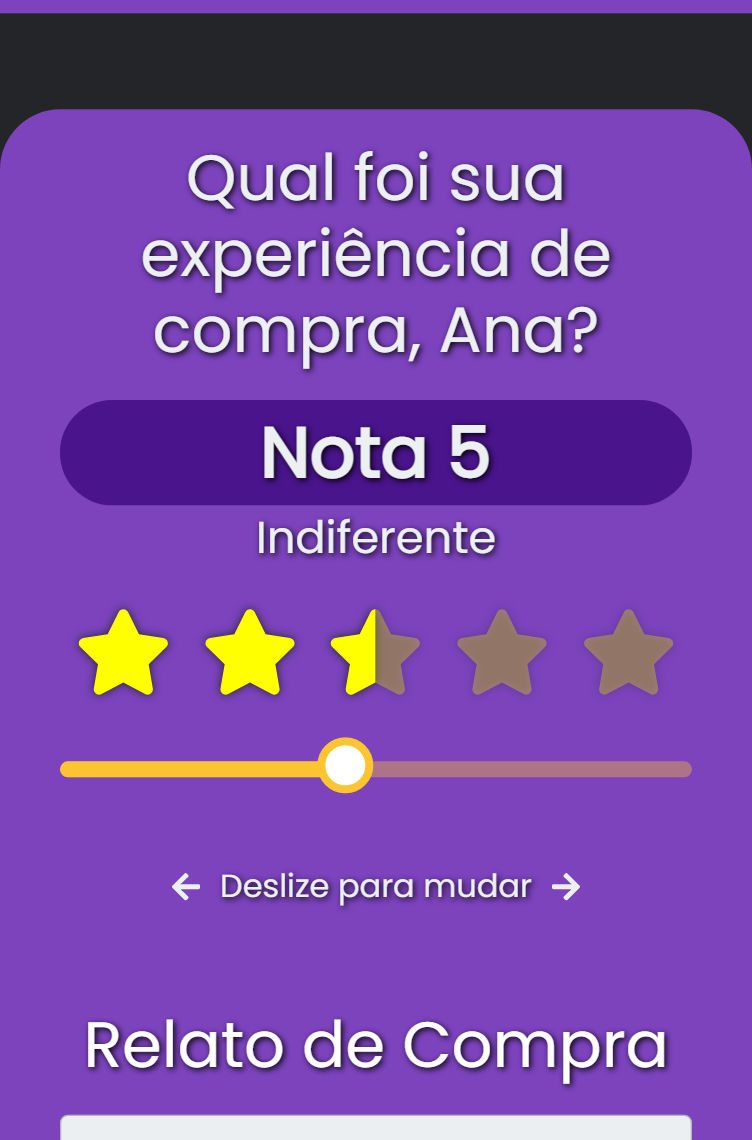 Qual foi sua
experiência de
compra, Ana?
Nota 5
Indiferente
Deslize para mudar
Relato de Compra